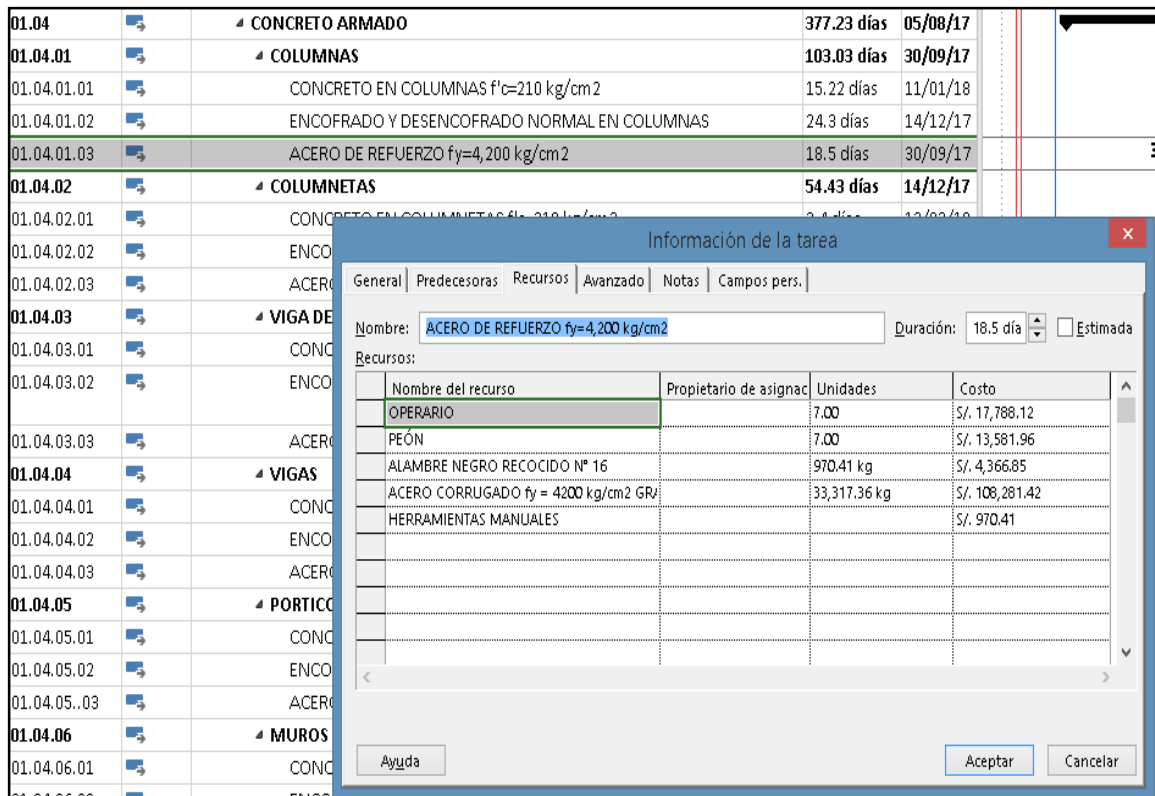 01.04 CONCRETO ARMADO 377.23 días 05/08/17
01.04.01 COLUMNAS 103.03 días 30/09/17
01.04.01.01 CONCRETO EN COLUMNAS f'c=210 kg/cm2 15.22 días 11/01/18
01.04.01.02 ENCOFRADO Y DESENCOFRADO NORMAL EN COLUMNAS 24.3 días 14/12/17
01.04.01.03 ACERO DE REFUERZO fy=4,200 kg/cm2 18.5 días 30/09/17
01.04.02 COLUMNETAS 54.43 días 14/12/17
01.04.02.01
01.04.02.02 ENCO
01.04.02.03 ACER
01.04.03 VIGA DE
01.04.03.01 CONC
01.04.03.02 ENCO
01.04.03.03 ACER
01.04.04 VIGAS
01.04.04.01 CONC
01.04.04.02 ENCO
01.04.04.03 ACER
01.04.05 PORTICO
01.04.05.01 CONC
01.04.05.02 ENCO
01.04.05..03 ACER
01.04.06 MUROS
01.04.06.01 CONC
Información de la tarea x
General Predecesoras Recursos Avanzado Notas Campos pers.
Nombre: ACERO DE REFUERZO fy=4,200 kg/cm2 Duración: 18.5 día Estimada
Recursos:
Nombre del recurso Propietario de asignac Unidades Costo
OPERARIO 7.00 S/. 17,788.12
PEÓN 7.00 S/. 13,581.96
ALAMBRE NEGRO RECOCIDO N° 16 970.41 kg S/. 4,366.85
ACERO CORRUGADO fy = 4200 kg/cm2 GRA 33,317.36 kg S/. 108,281.42
HERRAMIENTAS MANUALES S/. 970.41
Ayuda Aceptar Cancelar